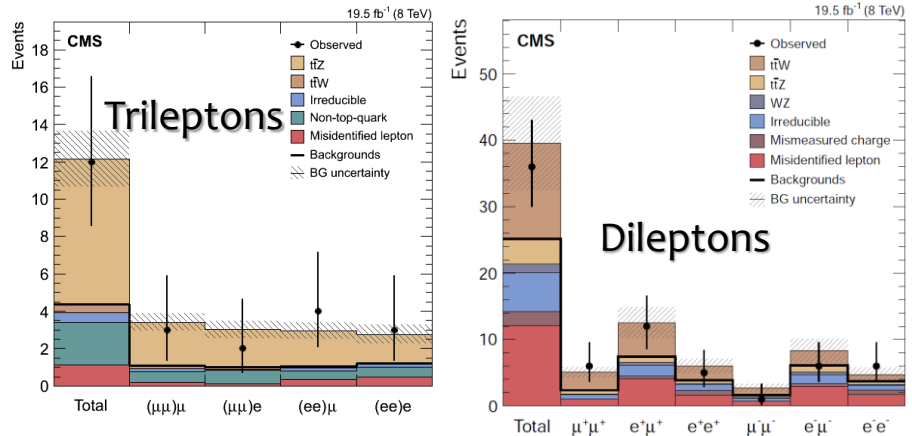 19.5 fb⁻¹ (8 TeV)
Events
CMS
Observed
tt̄Z
tt̄W
Irreducible
Non-top-quark
Misidentified lepton
Backgrounds
BG uncertainty
Trileptons
18
16
14
12
10
8
6
4
2
0
Total (μμ)μ (μμ)e (ee)μ (ee)e
19.5 fb⁻¹ (8 TeV)
Events
CMS
Observed
tt̄W
tt̄Z
WZ
Irreducible
Mismeasured charge
Misidentified lepton
Backgrounds
BG uncertainty
Dileptons
50
40
30
20
10
0
Total μ⁺μ⁺ e⁺μ⁺ e⁺e⁺ μ⁻μ⁻ e⁻μ⁻ e⁻e⁻